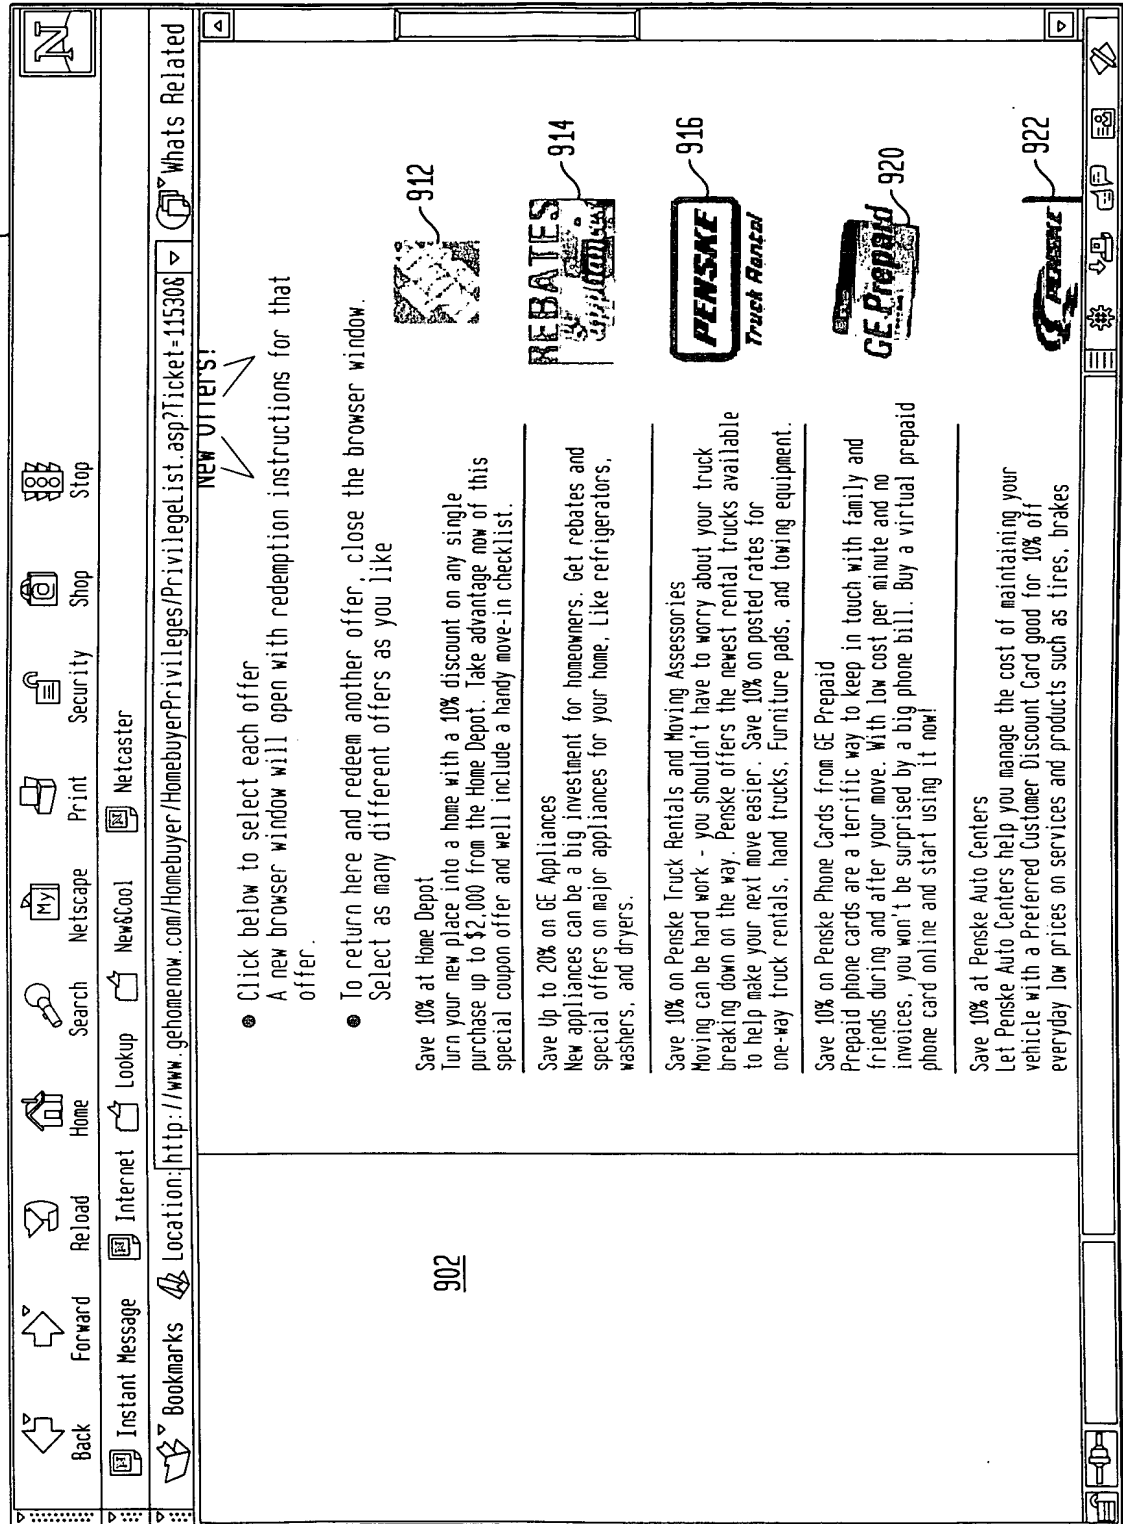 N
Back Forward Reload Home Search Netscape Print Security Shop Stop
My
Instant Message Internet Lookup New&Cool Netcaster
Bookmarks Location: http://www.gehomenow.com/Homebuyer/HomebuyerPrivileges/PrivilegeList.asp?Ticket=115308 Whats Related
New Offers!
Click below to select each offer
A new browser window will open with redemption instructions for that
offer.
To return here and redeem another offer, close the browser window.
Select as many different offers as you like
902
Save 10% at Home Depot
Turn your new place into a home with a 10% discount on any single
purchase up to $2,000 from the Home Depot. Take advantage now of this
special coupon offer and well include a handy move-in checklist.
912
Save Up to 20% on GE Appliances
New appliances can be a big investment for homeowners. Get rebates and
special offers on major appliances for your home, Like refrigerators,
washers, and dryers.
REBATES
914
Save 10% on Penske Truck Rentals and Moving Assessories
Moving can be hard work - you shouldn't have to worry about your truck
breaking down on the way. Penske offers the newest rental trucks available
to help make your next move easier. Save 10% on posted rates for
one-way truck rentals, hand trucks, Furniture pads, and towing equipment.
PENSKE
Truck Rental
916
Save 10% on Penske Phone Cards from GE Prepaid
Prepaid phone cards are a terrific way to keep in touch with family and
friends during and after your move. With low cost per minute and no
invoices, you won't be surprised by a big phone bill. Buy a virtual prepaid
phone card online and start using it now!
GE Prepaid
920
Save 10% at Penske Auto Centers
Let Penske Auto Centers help you manage the cost of maintaining your
vehicle with a Preferred Customer Discount Card good for 10% off
everyday low prices on services and products such as tires, brakes
PENSKE
922